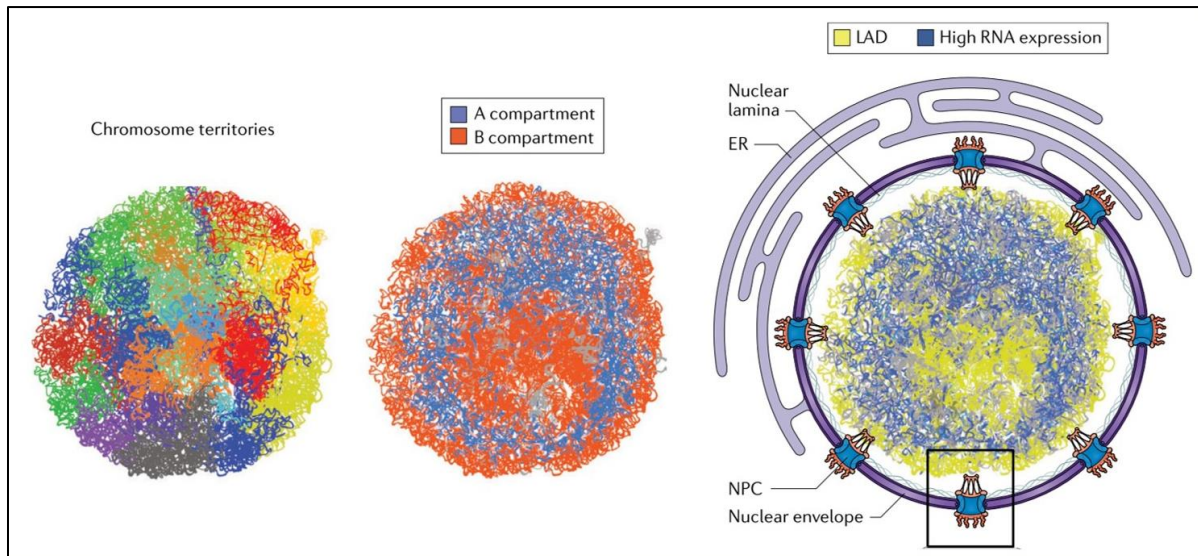 Chromosome territories
A compartment
B compartment
LAD
High RNA expression
Nuclear
lamina
ER
NPC
Nuclear envelope